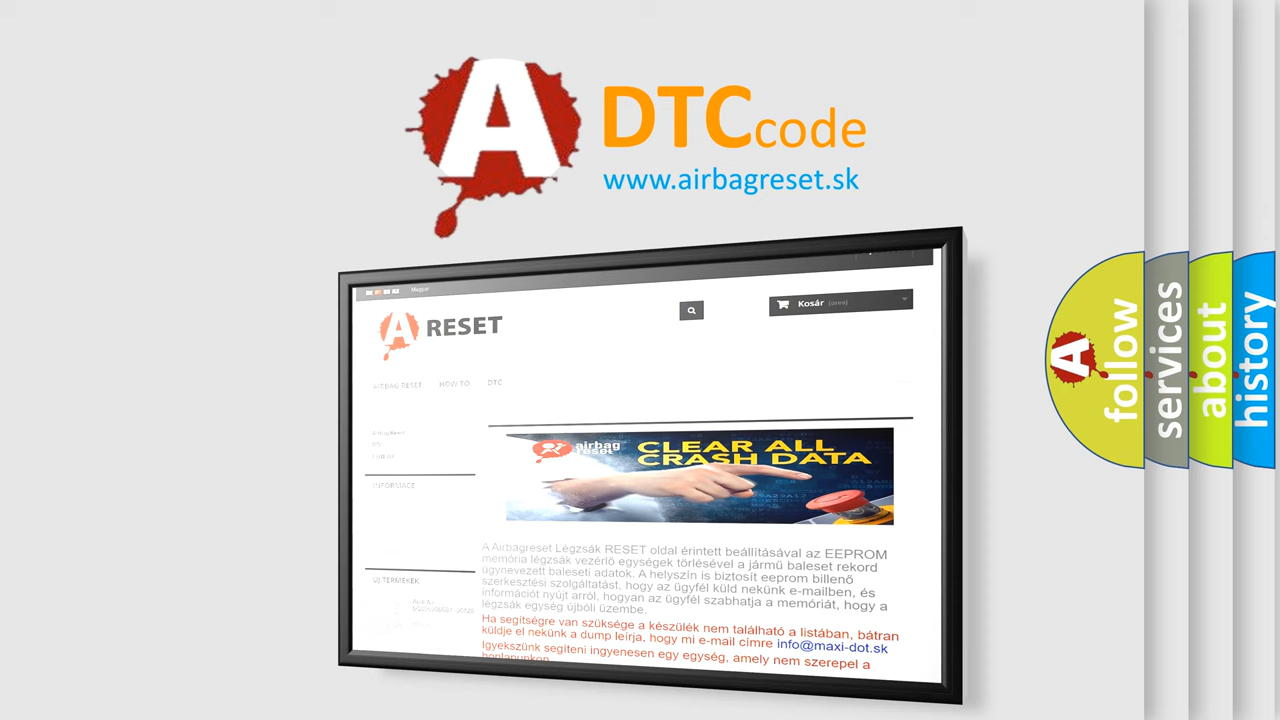 A
DTC code
www.airbagreset.sk
Magyar
Kosár (üres)
A RESET
AIRBAG RESET HOW TO DTC
INFORMACE
airbag
reset
CLEAR ALL
CRASH DATA
A Airbagreset Légzsák RESET oldal érintett beállításával az EEPROM
memória légzsák vezérlő egységek törlésével a jármű baleset rekord
úgynevezett baleseti adatok. A helyszín is biztosít eeprom billenő
szerkesztési szolgáltatást, hogy az ügyfél küld nekünk e-mailben, és
információt nyújt arról, hogyan az ügyfél szabhatja a memóriát, hogy a
légzsák egység újbóli üzembe.
Ha segítségre van szüksége a készülék nem található a listában, bátran
küldje el nekünk a dump leírja, hogy mi e-mail címre info@maxi-dot.sk
Igyekszünk segíteni ingyenesen egy egység, amely nem szerepel a
honlapunkon
ÚJ TERMÉKEK
A
follow
services
about
history